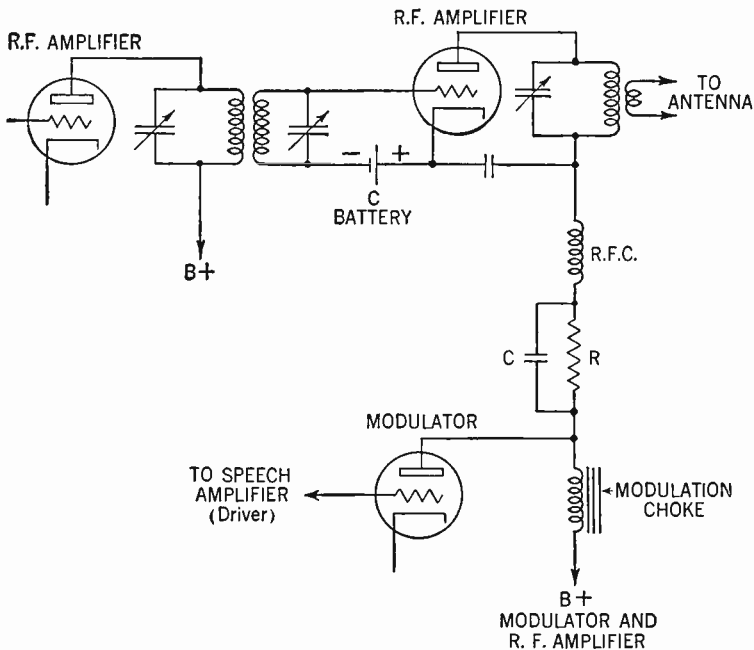 R.F. AMPLIFIER
R.F. AMPLIFIER
TO
ANTENNA
- +
C
BATTERY
B+
R.F.C.
C
R
MODULATOR
TO SPEECH
AMPLIFIER
(Driver)
MODULATION
CHOKE
B+
MODULATOR AND
R. F. AMPLIFIER